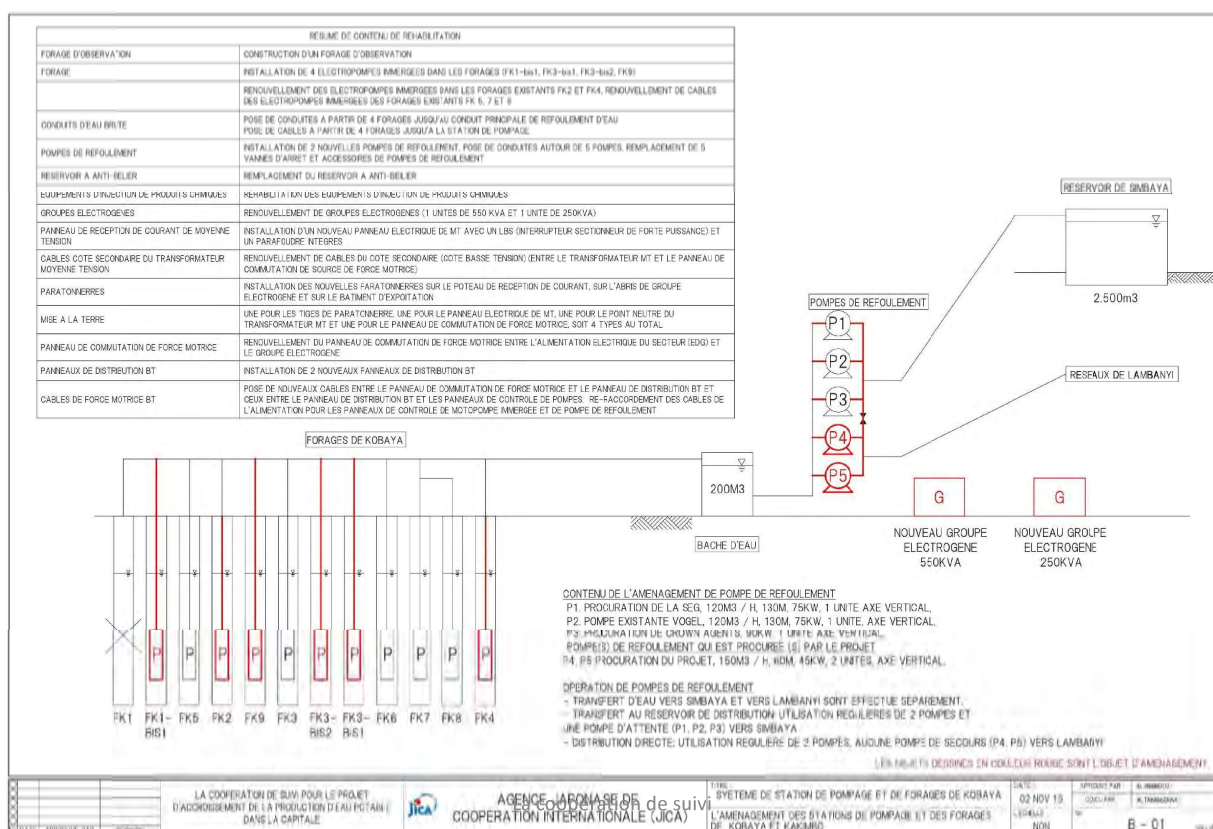 RESUME DE CONTENU DE REHABILITATION
FORAGE D'OBSERVATION
CONSTRUCTION D'UN FORAGE D'OBSERVATION
FORAGE
INSTALLATION DE 4 ELECTROPOMPES IMMERGEES DANS LES FORAGES (FK1-bis1, FK3-bis1, FK3-bis2, FK9)
RENOUVELLEMENT DES ELECTROPOMPES IMMERGEES DANS LES FORAGES EXISTANTS FK2 ET FK4, RENOUVELLEMENT DE CABLES
DES ELECTROPOMPES IMMERGEES DES FORAGES EXISTANTS FK 5, 7 ET 8
CONDUITS D'EAU BRUTE
POSE DE CONDUITES A PARTIR DE 4 FORAGES JUSQU'AU CONDUIT PRINCIPALE DE REFOULEMENT D'EAU
POSE DE CABLES A PARTIR DE 4 FORAGES JUSQU'A LA STATION DE POMPAGE
POMPES DE REFOULEMENT
INSTALLATION DE 2 NOUVELLES POMPES DE REFOULEMENT, POSE DE CONDUITES AUTOUR DE 5 POMPES, REMPLACEMENT DE 5
VANNES D'ARRET ET ACCESSOIRES DE POMPES DE REFOULEMENT
RESERVOIR A ANTI-BELIER
REMPLACEMENT DU RESERVOIR A ANTI-BEILER
EQUIPEMENTS D'INJECTION DE PRODUITS CHIMIQUES
REHABILITATION DES EQUIPEMENTS D'INJECTION DE PRODUITS CHIMIQUES
GROUPES ELECTROGENES
RENOUVELLEMENT DE GROUPES ELECTROGENES (1 UNITES DE 550 KVA ET 1 UNITE DE 250KVA)
PANNEAU DE RECEPTION DE COURANT DE MOYENNE
TENSION
INSTALLATION D'UN NOUVEAU PANNEAU ELECTRIQUE DE MT AVEC UN LBS (INTERRUPTEUR SECTIONNEUR DE FORTE PUISSANCE) ET
UN PARAFOUDRE INTEGRES
CABLES COTE SECONDAIRE DU TRANSFORMATEUR
MOYENNE TENSION
RENOUVELLEMENT DE CABLES DU COTE SECONDAIRE (COTE BASSE TENSION) (ENTRE LE TRANSFORMATEUR MT ET LE PANNEAU DE
COMMUTATION DE SOURCE DE FORCE MOTRICE)
PARATONNERRES
INSTALLATION DES NOUVELLES PARATONNERRES SUR LE POTEAU DE RECEPTION DE COURANT, SUR L'ABRIS DE GROUPE
ELECTROGENE ET SUR LE BATIMENT D'EXPOITATION
MISE A LA TERRE
UNE POUR LES TIGES DE PARATONNERRE, UNE POUR LE PANNEAU ELECTRIQUE DE MT, UNE POUR LE POINT NEUTRE DU
TRANSFORMATEUR MT ET UNE POUR LE PANNEAU DE COMMUTATION DE FORCE MOTRICE, SOIT 4 TYPES AU TOTAL
PANNEAU DE COMMUTATION DE FORCE MOTRICE
RENOUVELLEMENT DU PANNEAU DE COMMUTATION DE FORCE MOTRICE ENTRE L'ALIMENTATION ELECTRIQUE DU SECTEUR (EDG) ET
LE GROUPE ELECTROGENE
PANNEAUX DE DISTRIBUTION BT
INSTALLATION DE 2 NOUVEAUX PANNEAUX DE DISTRIBUTION BT
CABLES DE FORCE MOTRICE BT
POSE DE NOUVEAUX CABLES ENTRE LE PANNEAU DE COMMUTATION DE FORCE MOTRICE ET LE PANNEAU DE DISTRIBUTION BT ET
CEUX ENTRE LE PANNEAU DE DISTRIBUTION BT ET LES PANNEAUX DE CONTROLE DE POMPES. RE-RACCORDEMENT DES CABLES DE
L'ALIMENTATION POUR LES PANNEAUX DE CONTROLE DE MOTOPOMPE IMMERGEE ET DE POMPE DE REFOULEMENT
RESERVOIR DE SIMBAYA
2.500m3
POMPES DE REFOULEMENT
P1
P2
P3
P4
P5
RESEAUX DE LAMBANYI
FORAGES DE KOBAYA
200M3
BACHE D'EAU
G
G
NOUVEAU GROUPE
ELECTROGENE
550KVA
NOUVEAU GROUPE
ELECTROGENE
250KVA
P P P P P P P P P P P
FK1 FK1-BIS1 FK5 FK2 FK9 FK3 FK3-BIS2 FK3-BIS1 FK6 FK7 FK8 FK4
CONTENU DE L'AMENAGEMENT DE POMPE DE REFOULEMENT
P1. PROCURATION DE LA SEG, 120M3 / H, 130M, 75KW, 1 UNITE AXE VERTICAL,
P2. POMPE EXISTANTE VOGEL, 120M3 / H, 130M, 75KW, 1 UNITE, AXE VERTICAL,
P3. PROCURATION DE CROWN AGENTS, 90KW, 1 UNITE AXE VERTICAL,
POMPE(S) DE REFOULEMENT QUI EST PROCUREE (S) PAR LE PROJET
P4, P5 PROCURATION DU PROJET, 150M3 / H, 60M, 45KW, 2 UNITES, AXE VERTICAL,
OPERATION DE POMPES DE REFOULEMENT
- TRANSFERT D'EAU VERS SIMBAYA ET VERS LAMBANYI SONT EFFECTUE SEPAREMENT.
- TRANSFERT AU RESERVOIR DE DISTRIBUTION: UTILISATION REGULIERES DE 2 POMPES ET
UNE POMPE D'ATTENTE (P1, P2, P3) VERS SIMBAYA
- DISTRIBUTION DIRECTE: UTILISATION REGULIERE DE 2 POMPES, AUCUNE POMPE DE SECOURS (P4, P5) VERS LAMBANYI
LES OBJETS DESSINES EN COULEUR ROUGE SONT L'OBJET D'AMENAGEMENT
LA COOPERATION DE SUIVI POUR LE PROJET
D'ACCROISSEMENT DE LA PRODUCTION D'EAU POTABLE
DANS LA CAPITALE
jICA
AGENCE JAPONAISE DE
COOPERATION INTERNATIONALE (JICA)
La coopération de suivi
TITRE :
SYETEME DE STATION DE POMPAGE ET DE FORAGES DE KOBAYA
L'AMENAGEMENT DES STATIONS DE POMPAGE ET DES FORAGES
DE KOBAYA ET KAKIMBO
DATE :
02 NOV 15
NON
APPROUVE PAR
B - 01